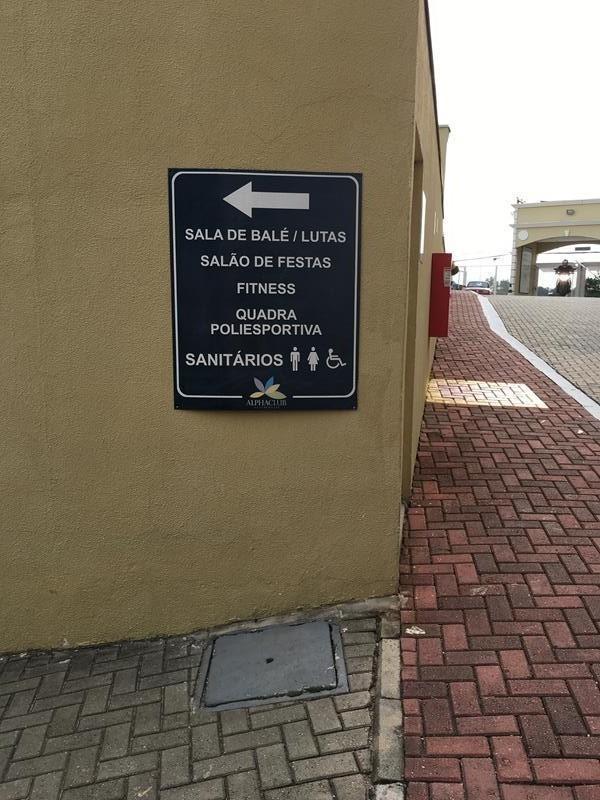 SALA DE BALÉ / LUTAS
SALÃO DE FESTAS
FITNESS
QUADRA
POLIESPORTIVA
SANITÁRIOS
ALPHACLUB